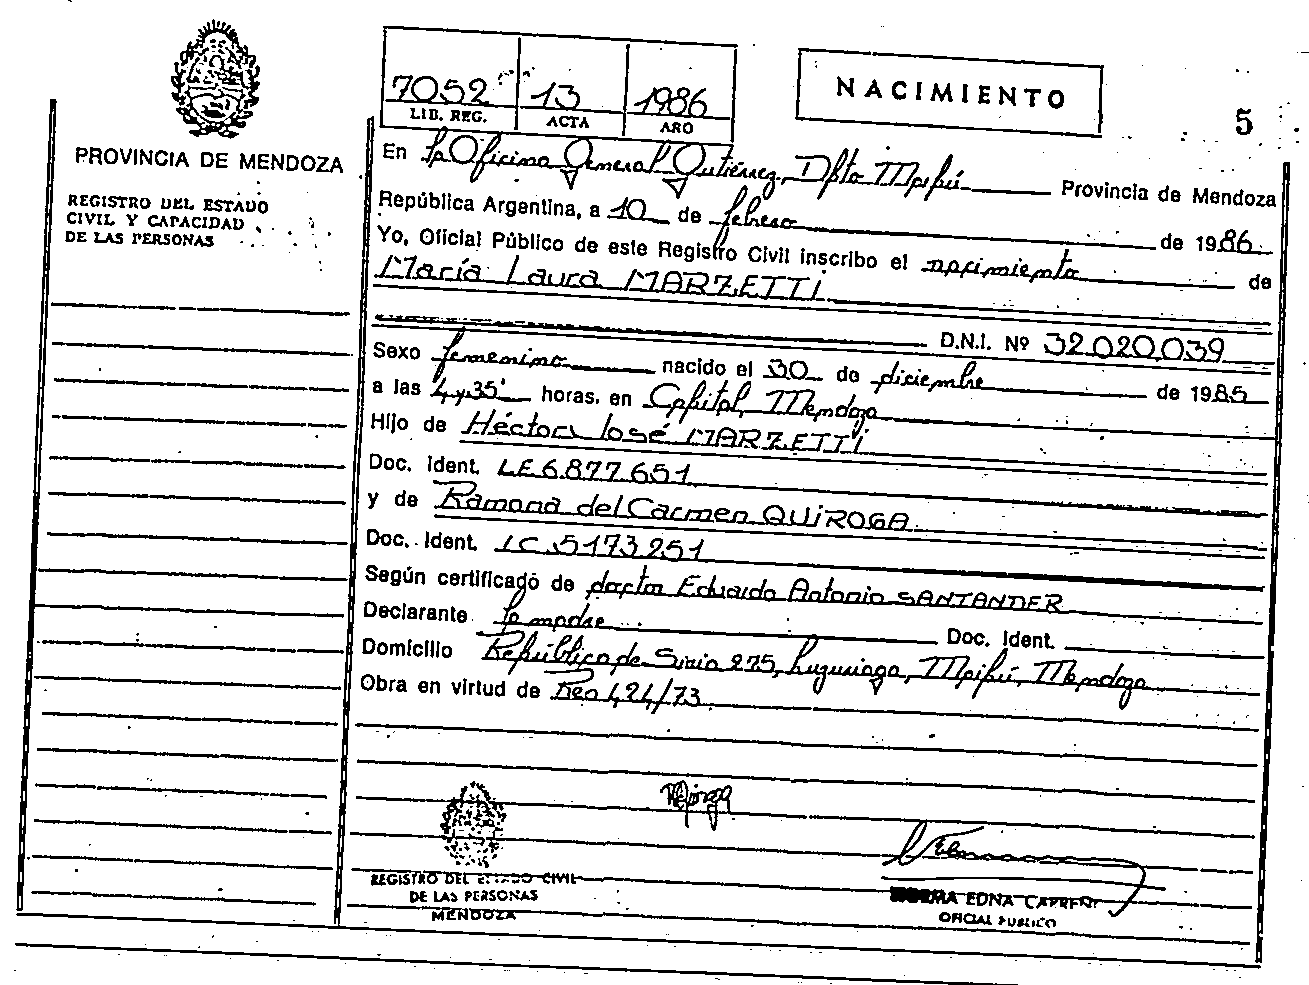 7052 13 1986
LIB. REG. ACTA AÑO
NACIMIENTO
5
PROVINCIA DE MENDOZA
REGISTRO DEL ESTADO
CIVIL Y CAPACIDAD
DE LAS PERSONAS
En la Oficina General Gutiérrez, Dpto Maipú Provincia de Mendoza
República Argentina, a 10 de febrero de 1986
Yo, Oficial Público de este Registro Civil inscribo el nacimiento de
María Laura MARZETTI
D.N.I. Nº 32.020.039
Sexo femenino nacido el 30 de diciembre de 1985
a las 4 y 35' horas, en Capital, Mendoza
Hijo de Héctor José MARZETTI
Doc. Ident. LE 6.877.651
y de Ramona del Carmen QUIROGA
Doc. Ident. LC 5.173.251
Según certificado de doctor Eduardo Antonio SANTANDER
Declarante la madre Doc. Ident.
Domicilio República de Siria 275, Luzuriaga, Maipú, Mendoza
Obra en virtud de 424/73
REGISTRO DEL ESTADO CIVIL
DE LAS PERSONAS
MENDOZA
NORMA EDNA
OFICIAL PUBLICO